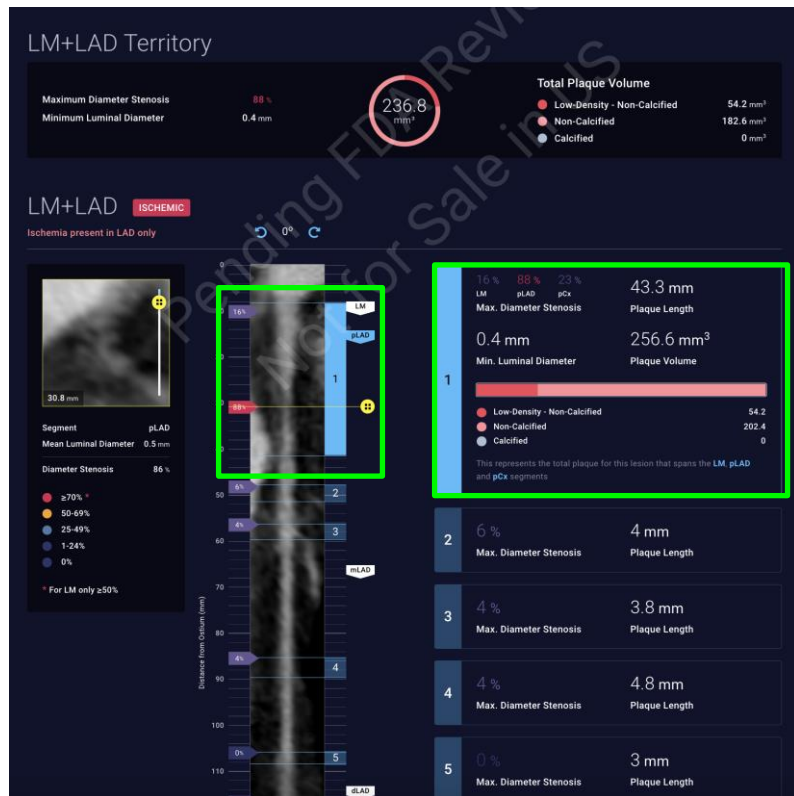 LM+LAD Territory
Maximum Diameter Stenosis 88 %
Minimum Luminal Diameter 0.4 mm
236.8
mm³
Total Plaque Volume
Low-Density - Non-Calcified 54.2 mm³
Non-Calcified 182.6 mm³
Calcified 0 mm³
Pending FDA Review
Not for Sale in US
LM+LAD ISCHEMIC
Ischemia present in LAD only
0°
30.8 mm
Segment pLAD
Mean Luminal Diameter 0.5 mm
Diameter Stenosis 86 %
≥70% *
50-69%
25-49%
1-24%
0%
* For LM only ≥50%
Distance from Ostium (mm)
0
16%
LM
pLAD
1
88%
6%
50
2
4%
60
3
mLAD
70
80
4%
90
4
100
0%
110
5
dLAD
1
16 % 88 % 23 %
LM pLAD pCx
Max. Diameter Stenosis
43.3 mm
Plaque Length
0.4 mm
Min. Luminal Diameter
256.6 mm³
Plaque Volume
Low-Density - Non-Calcified 54.2
Non-Calcified 202.4
Calcified 0
This represents the total plaque for this lesion that spans the LM, pLAD
and pCx segments
2
6 %
Max. Diameter Stenosis
4 mm
Plaque Length
3
4 %
Max. Diameter Stenosis
3.8 mm
Plaque Length
4
4 %
Max. Diameter Stenosis
4.8 mm
Plaque Length
5
0 %
Max. Diameter Stenosis
3 mm
Plaque Length